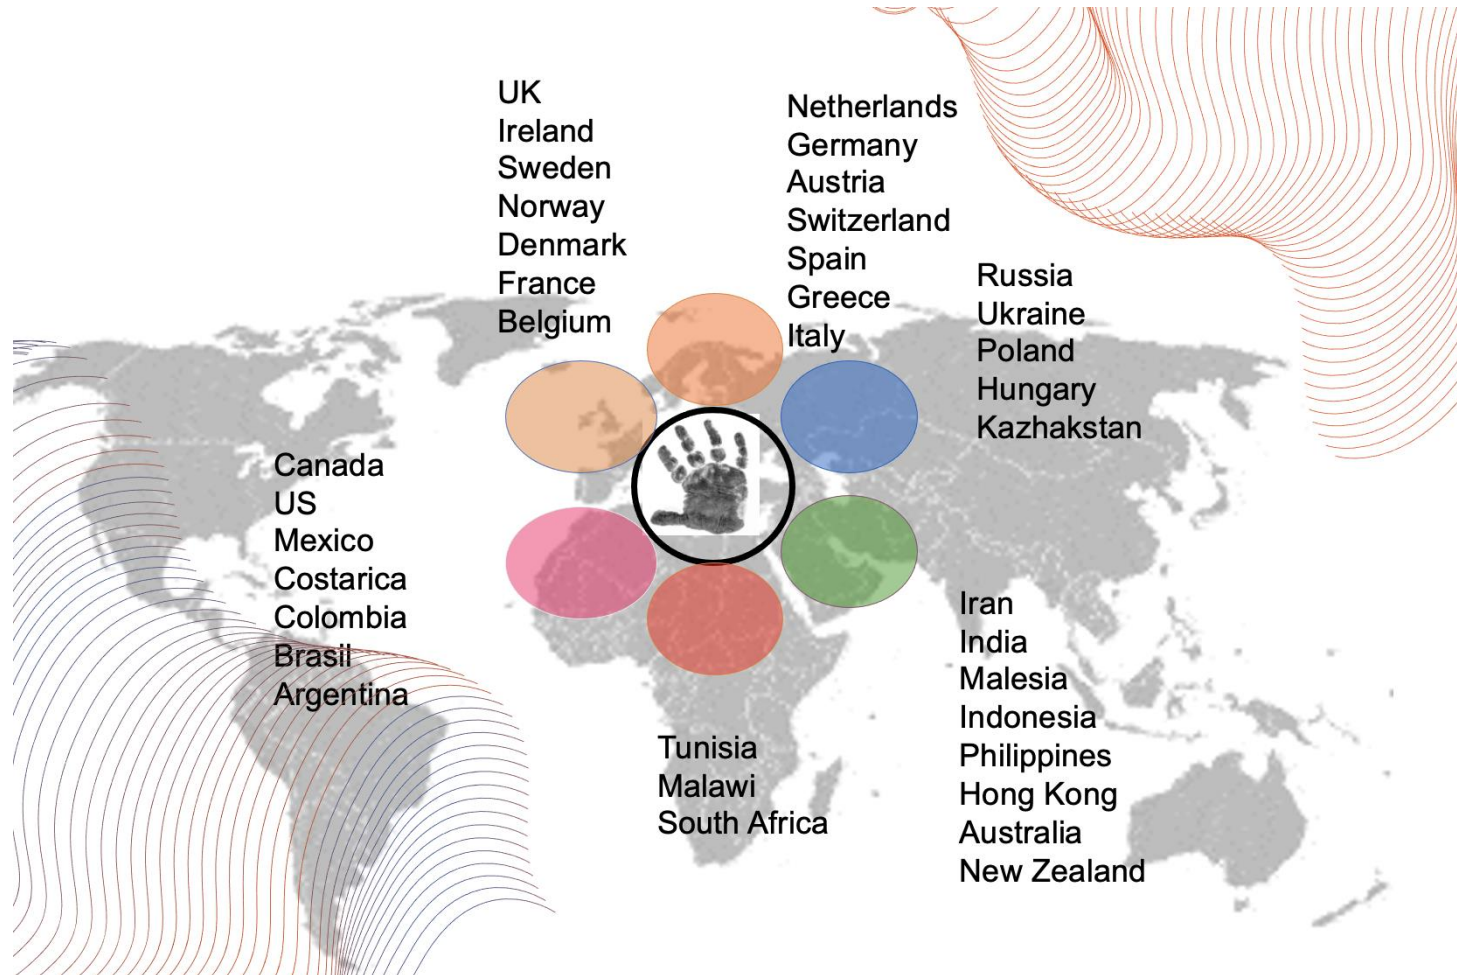 UK
Ireland
Sweden
Norway
Denmark
France
Belgium
Netherlands
Germany
Austria
Switzerland
Spain
Greece
Italy
Russia
Ukraine
Poland
Hungary
Kazhakstan
Canada
US
Mexico
Costarica
Colombia
Brasil
Argentina
Tunisia
Malawi
South Africa
Iran
India
Malesia
Indonesia
Philippines
Hong Kong
Australia
New Zealand